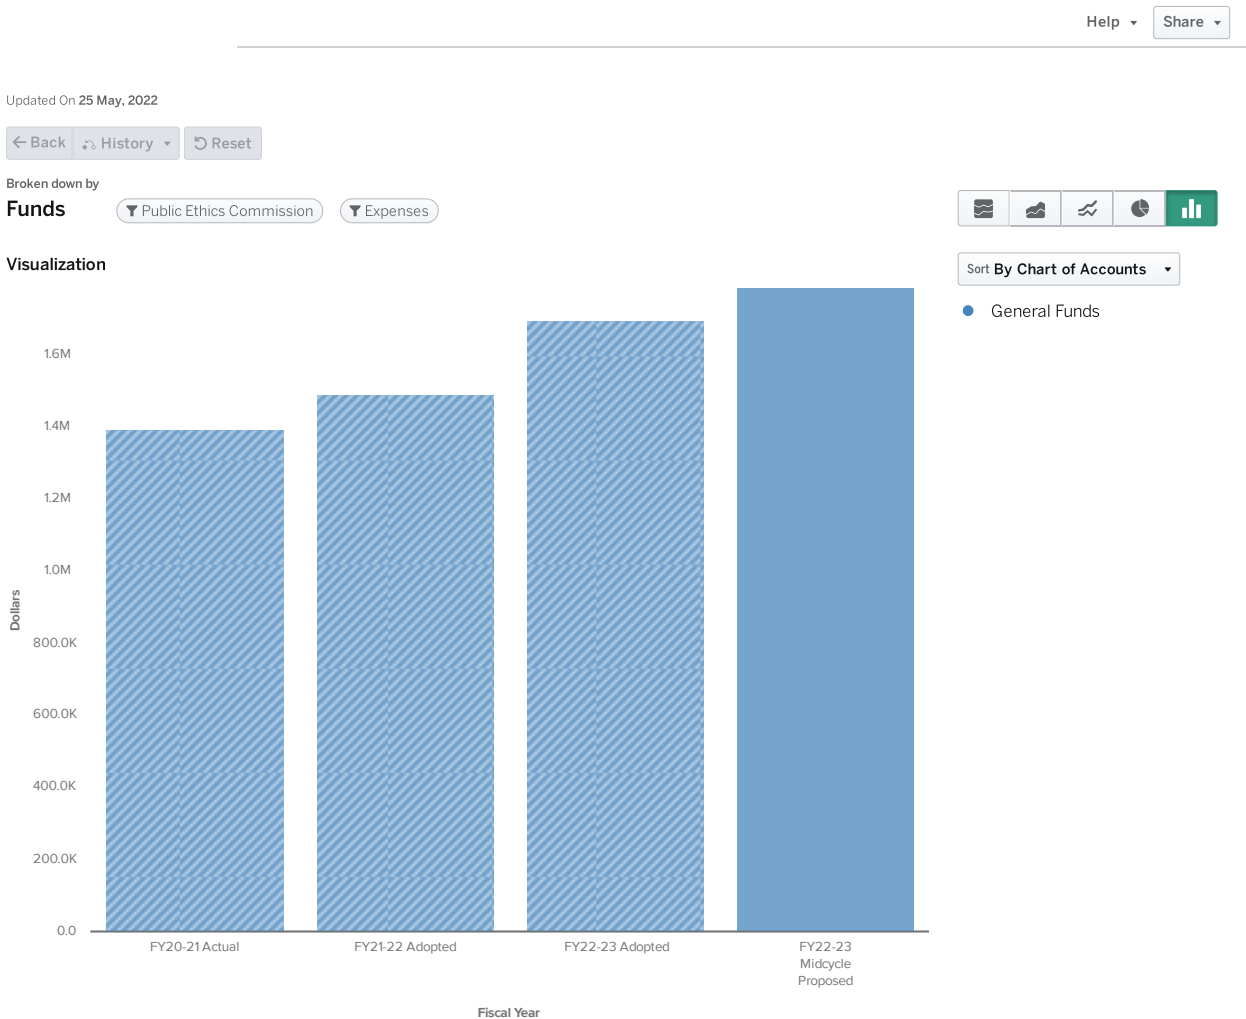 Help
Share
Updated On 25 May, 2022
Back
History
Reset
Broken down by
Funds
Public Ethics Commission
Expenses
Visualization
Sort By Chart of Accounts
General Funds
1.6M
1.4M
1.2M
1.0M
800.0K
600.0K
400.0K
200.0K
0.0
Dollars
FY20-21 Actual
FY21-22 Adopted
FY22-23 Adopted
FY22-23
Midcycle
Proposed
Fiscal Year